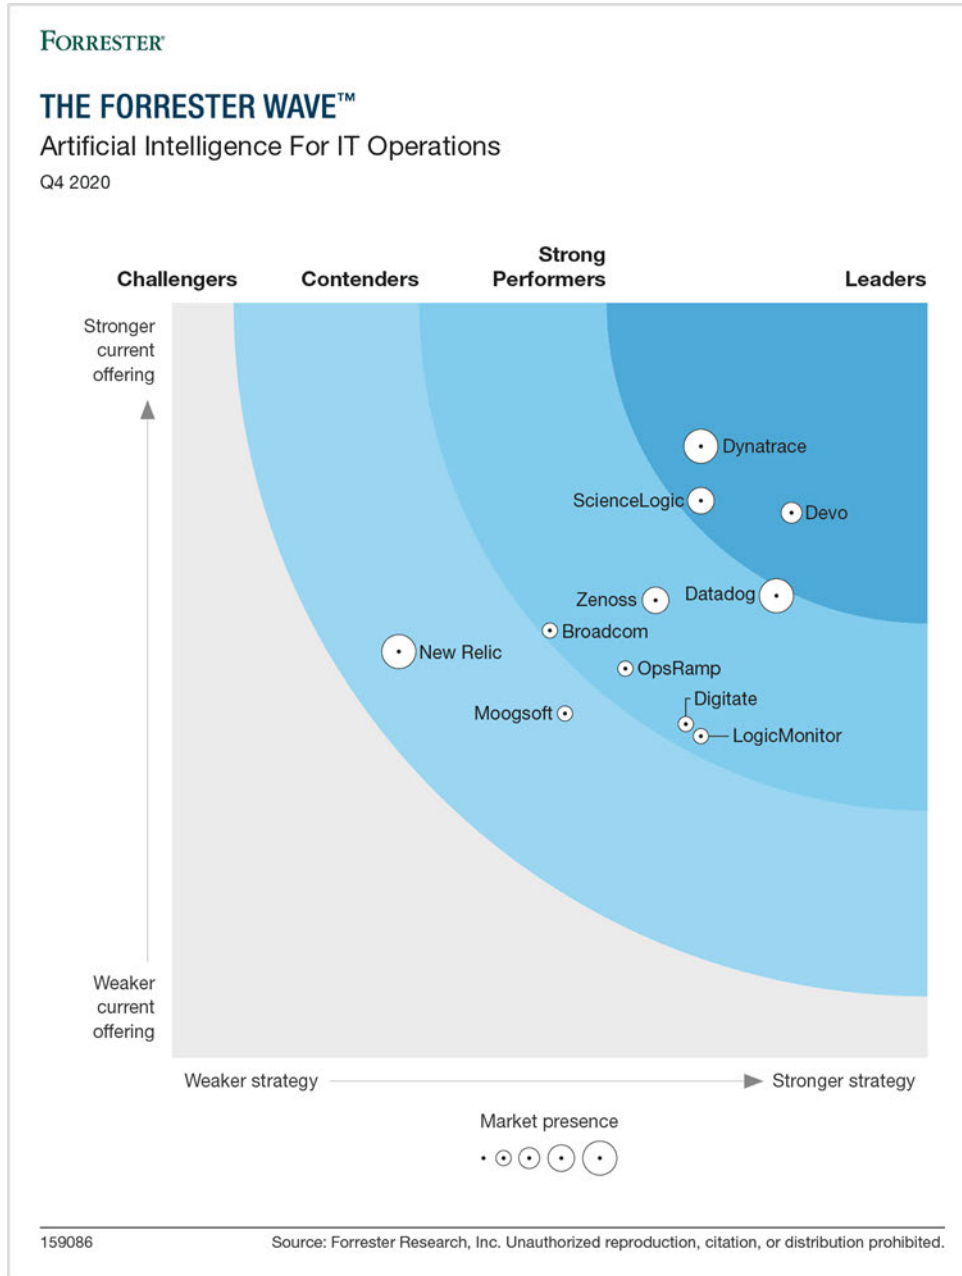 FORRESTER®
THE FORRESTER WAVE™
Artificial Intelligence For IT Operations
Q4 2020
Challengers
Contenders
Strong
Performers
Leaders
Stronger
current
offering
Dynatrace
ScienceLogic
Devo
Zenoss
Datadog
Broadcom
New Relic
OpsRamp
Digitate
Moogsoft
LogicMonitor
Weaker
current
offering
Weaker strategy
Stronger strategy
Market presence
159086
Source: Forrester Research, Inc. Unauthorized reproduction, citation, or distribution prohibited.